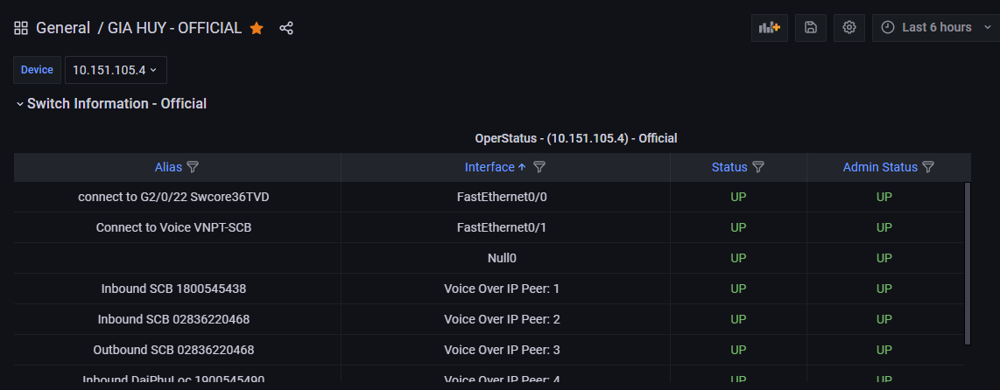 General / GIA HUY - OFFICIAL
Last 6 hours
Device 10.151.105.4
Switch Information - Official
OperStatus - (10.151.105.4) - Official
Alias Interface Status Admin Status
connect to G2/0/22 Swcore36TVD FastEthernet0/0 UP UP
Connect to Voice VNPT-SCB FastEthernet0/1 UP UP
Null0 UP UP
Inbound SCB 1800545438 Voice Over IP Peer: 1 UP UP
Inbound SCB 02836220468 Voice Over IP Peer: 2 UP UP
Outbound SCB 02836220468 Voice Over IP Peer: 3 UP UP
Inbound DaiPhuLoc 1900545490 Voice Over IP Peer: 4 UP UP